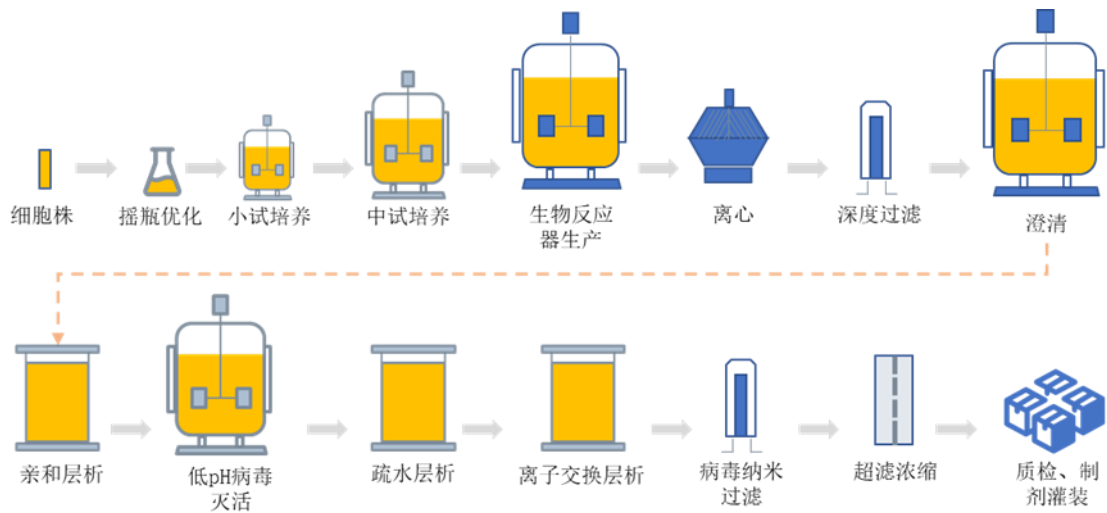 细胞株
摇瓶优化
小试培养
中试培养
生物反应
器生产
离心
深度过滤
澄清
亲和层析
低pH病毒
灭活
疏水层析
离子交换层析
病毒纳米
过滤
超滤浓缩
质检、制
剂灌装